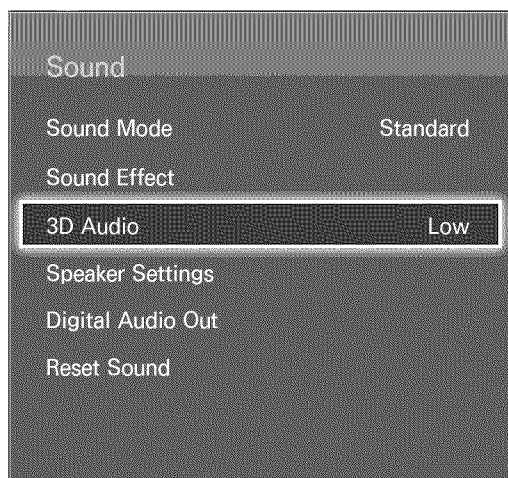 Sound
Sound Mode Standard
Sound Effect
3D Audio Low
Speaker Settings
Digital Audio Out
Reset Sound